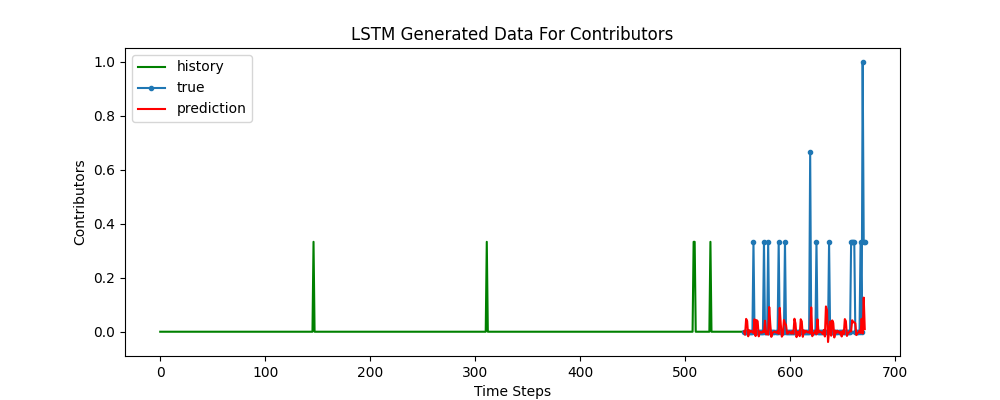 LSTM Generated Data For Contributors
history
true
prediction
1.0
0.8
0.6
0.4
0.2
0.0
Contributors
0
100
200
300
400
500
600
700
Time Steps